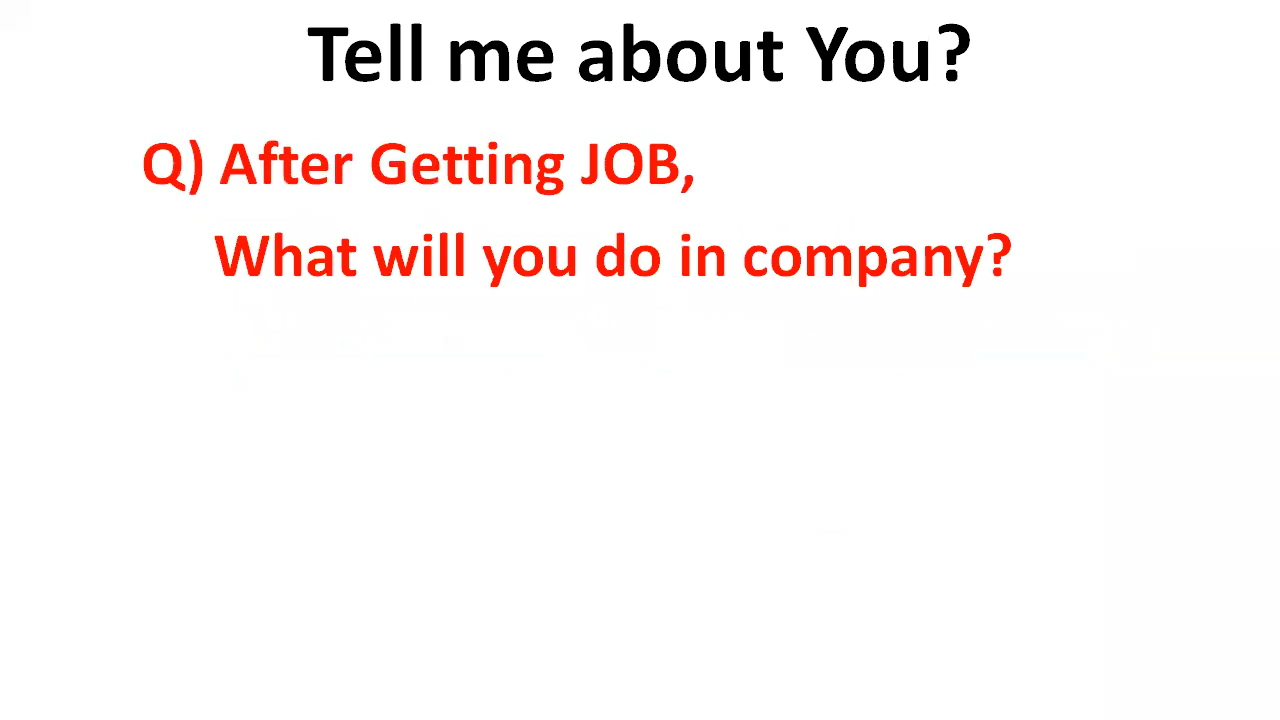 Tell me about You?
Q) After Getting JOB,
What will you do in company?